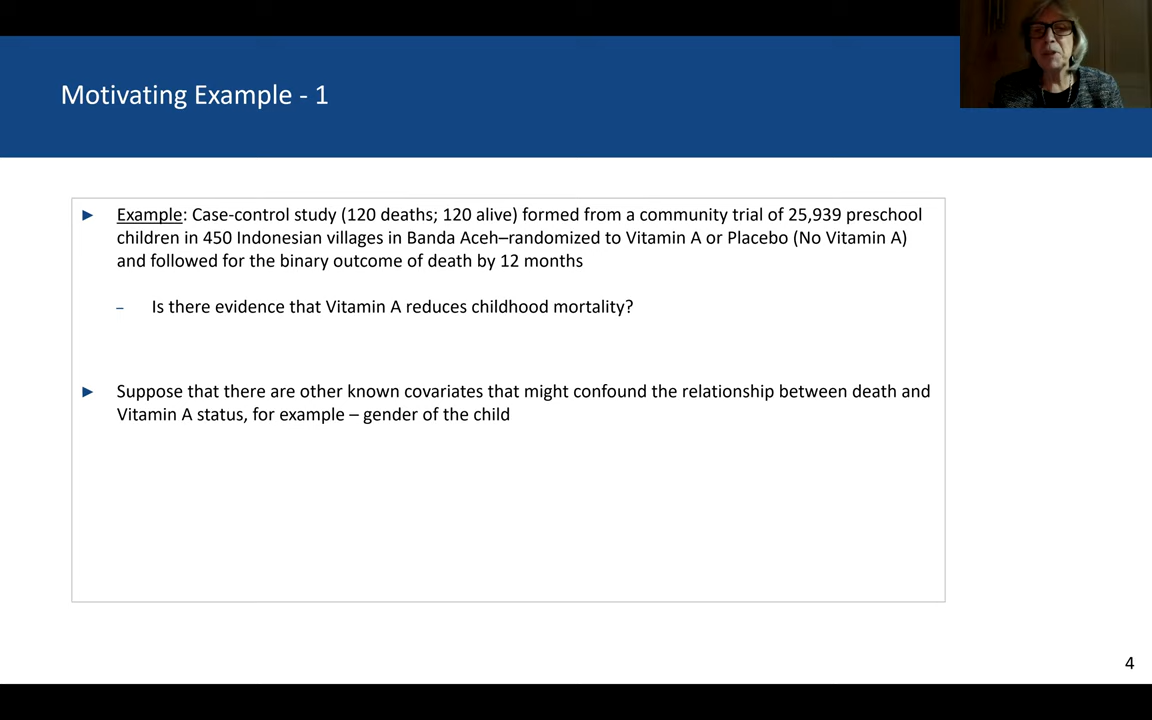 Motivating Example - 1
► Example: Case-control study (120 deaths; 120 alive) formed from a community trial of 25,939 preschool
children in 450 Indonesian villages in Banda Aceh–randomized to Vitamin A or Placebo (No Vitamin A)
and followed for the binary outcome of death by 12 months
– Is there evidence that Vitamin A reduces childhood mortality?
► Suppose that there are other known covariates that might confound the relationship between death and
Vitamin A status, for example – gender of the child
4